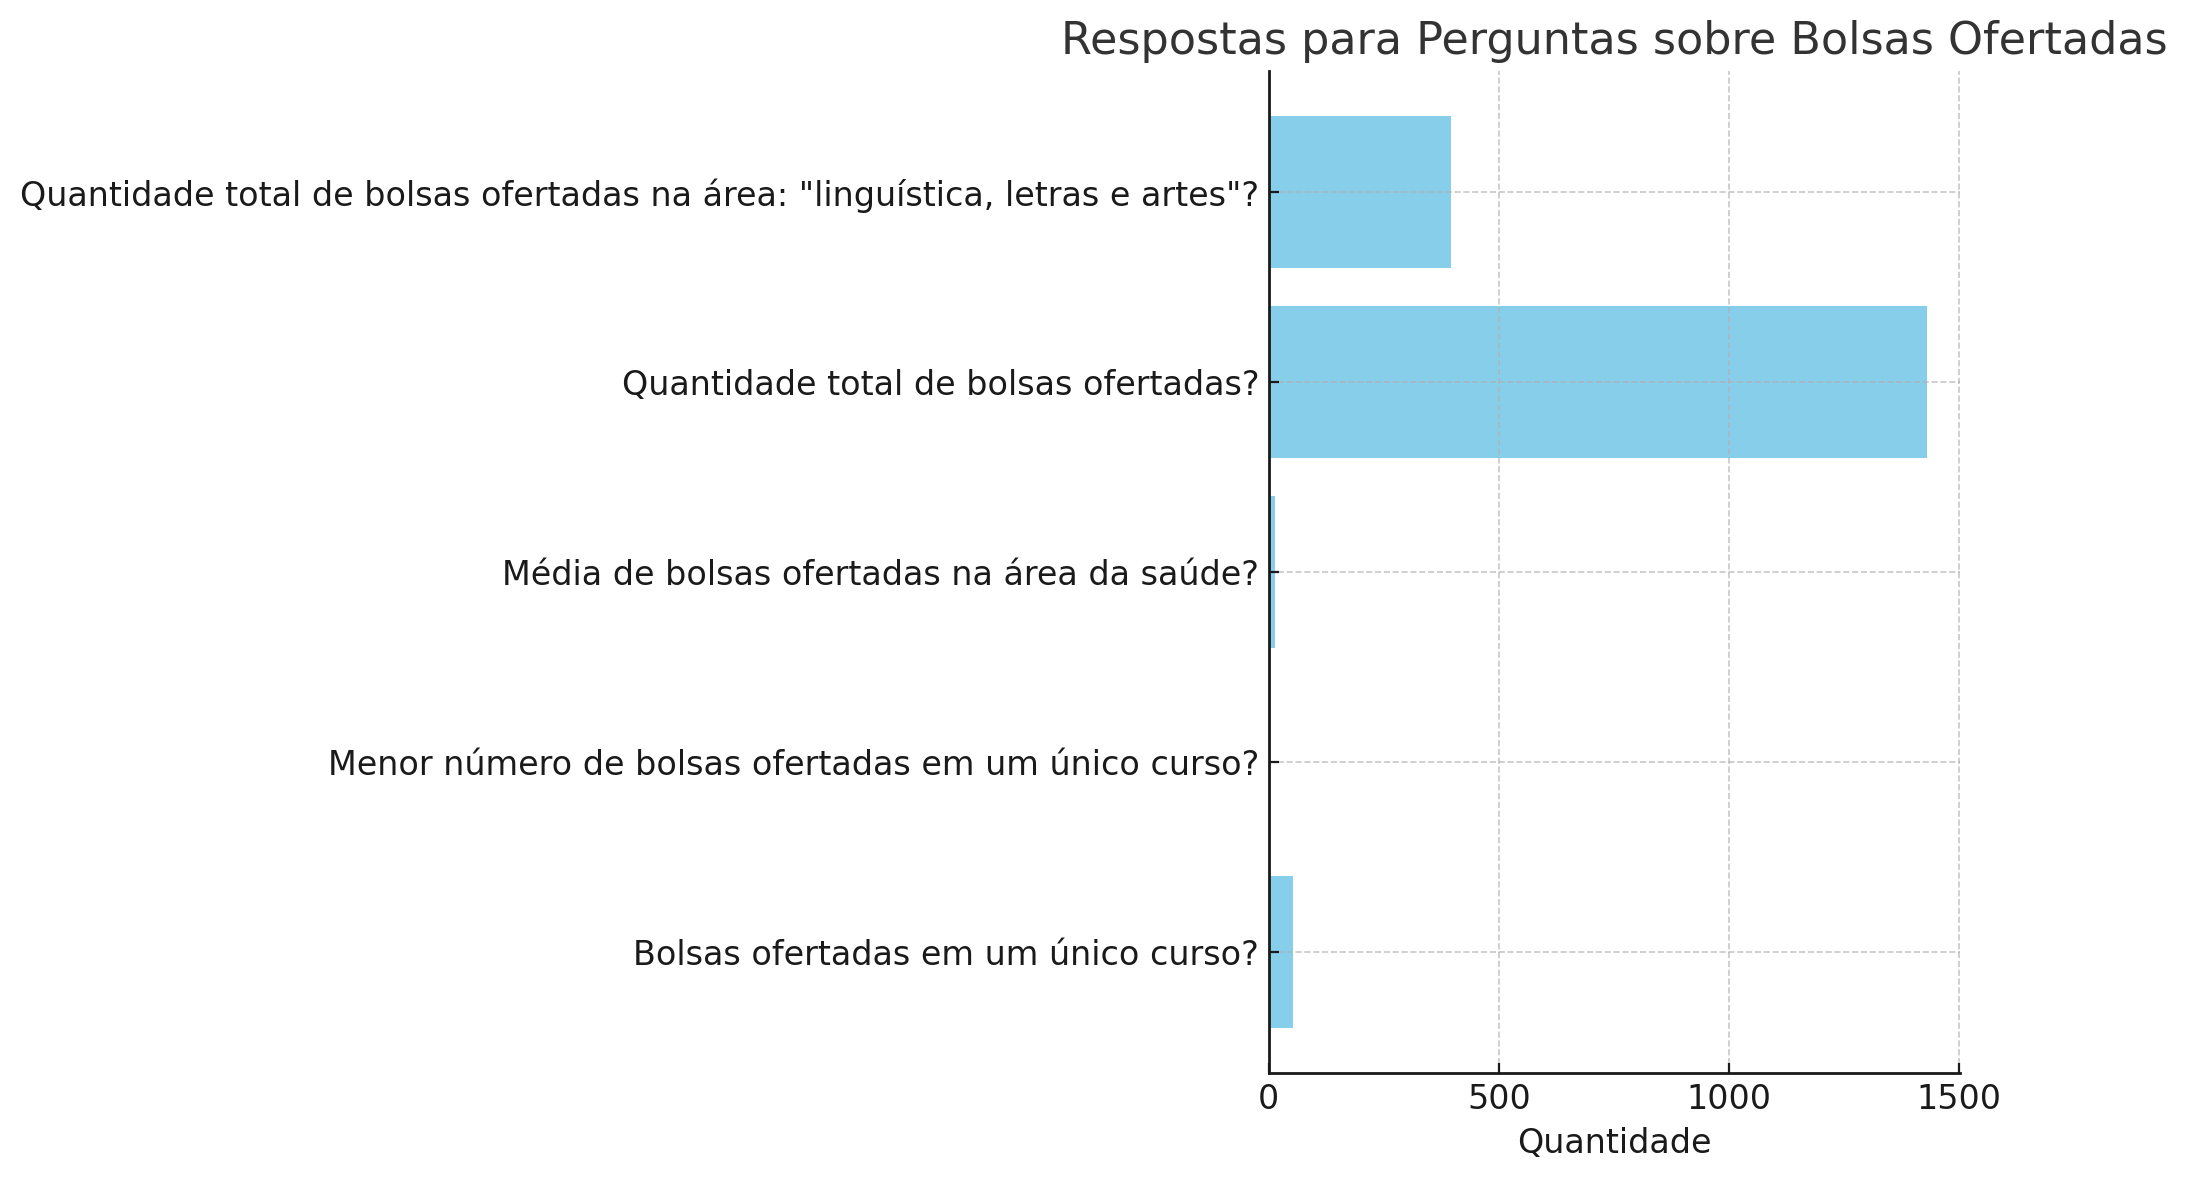 Respostas para Perguntas sobre Bolsas Ofertadas
Quantidade total de bolsas ofertadas na área: "linguística, letras e artes"?
Quantidade total de bolsas ofertadas?
Média de bolsas ofertadas na área da saúde?
Menor número de bolsas ofertadas em um único curso?
Bolsas ofertadas em um único curso?
0 500 1000 1500
Quantidade